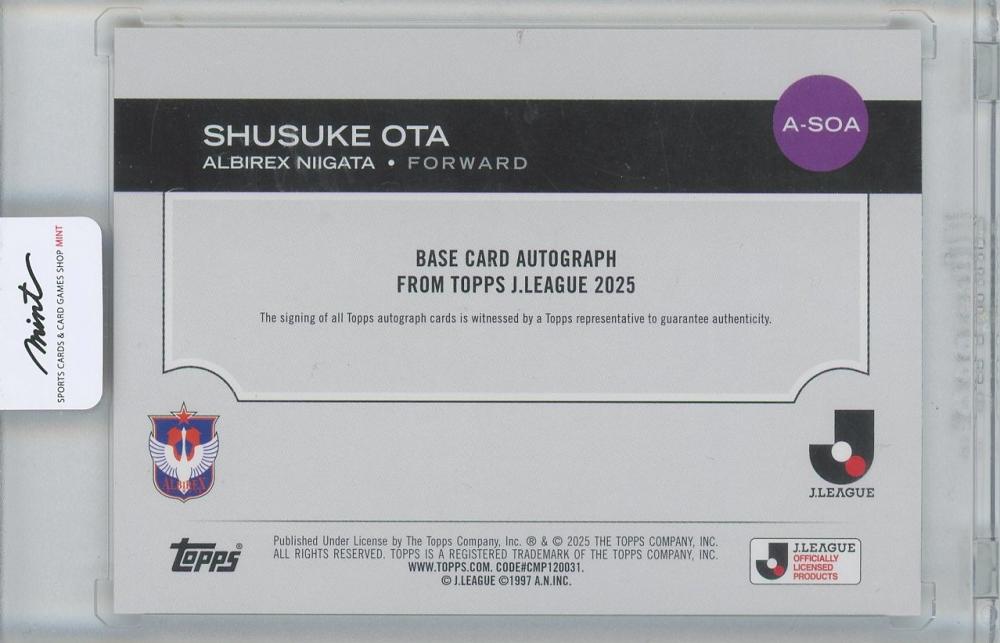 SHUSUKE OTA
ALBIREX NIIGATA • FORWARD
A-SOA
BASE CARD AUTOGRAPH
FROM TOPPS J.LEAGUE 2025
The signing of all Topps autograph cards is witnessed by a Topps representative to guarantee authenticity.
mint
SPORTS CARDS & CARD GAMES SHOP MINT
ALBIREX
J.LEAGUE
topps®
Published Under License by The Topps Company, Inc. ® & © 2025 THE TOPPS COMPANY, INC.
ALL RIGHTS RESERVED. TOPPS IS A REGISTERED TRADEMARK OF THE TOPPS COMPANY, INC.
WWW.TOPPS.COM. CODE#CMP120031.
© J.LEAGUE ©1997 A.N.INC.
J.LEAGUE
OFFICIALLY
LICENSED
PRODUCTS